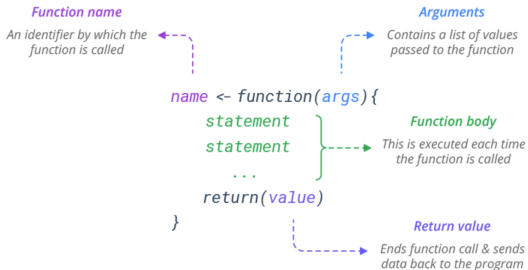 Function name
An identifier by which the
function is called
Arguments
Contains a list of values
passed to the function
name <- function(args){
statement
statement
...
return(value)
}
Function body
This is executed each time
the function is called
Return value
Ends function call & sends
data back to the program